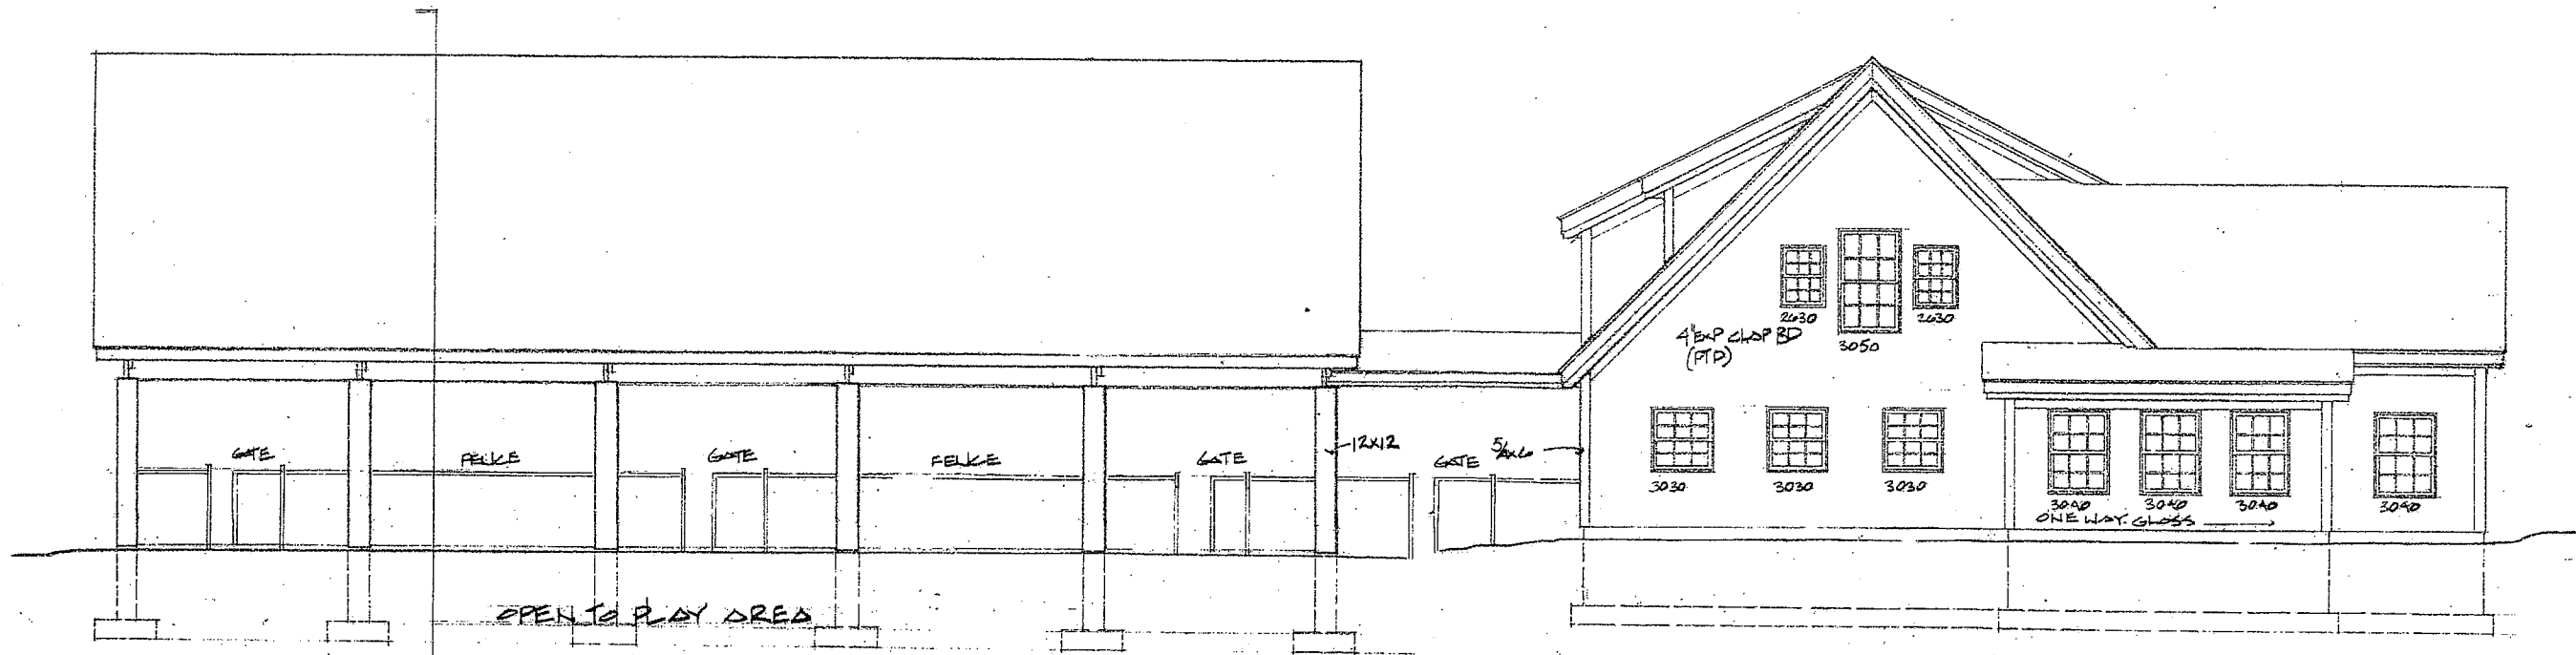 2630
2630
3050
4" EXP CLAP BD
(PTD)
GATE
FENCE
GATE
FENCE
GATE
12X12
GATE
5/4x6
3030
3030
3030
3040
3040
3040
3040
ONE WAY GLASS
OPEN TO PLAY AREA